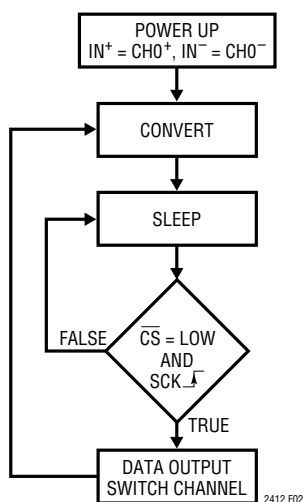 POWER UP
IN⁺ = CH0⁺, IN⁻ = CH0⁻
CONVERT
SLEEP
FALSE
C̅S̅ = LOW
AND
SCK
TRUE
DATA OUTPUT
SWITCH CHANNEL
2412 F02